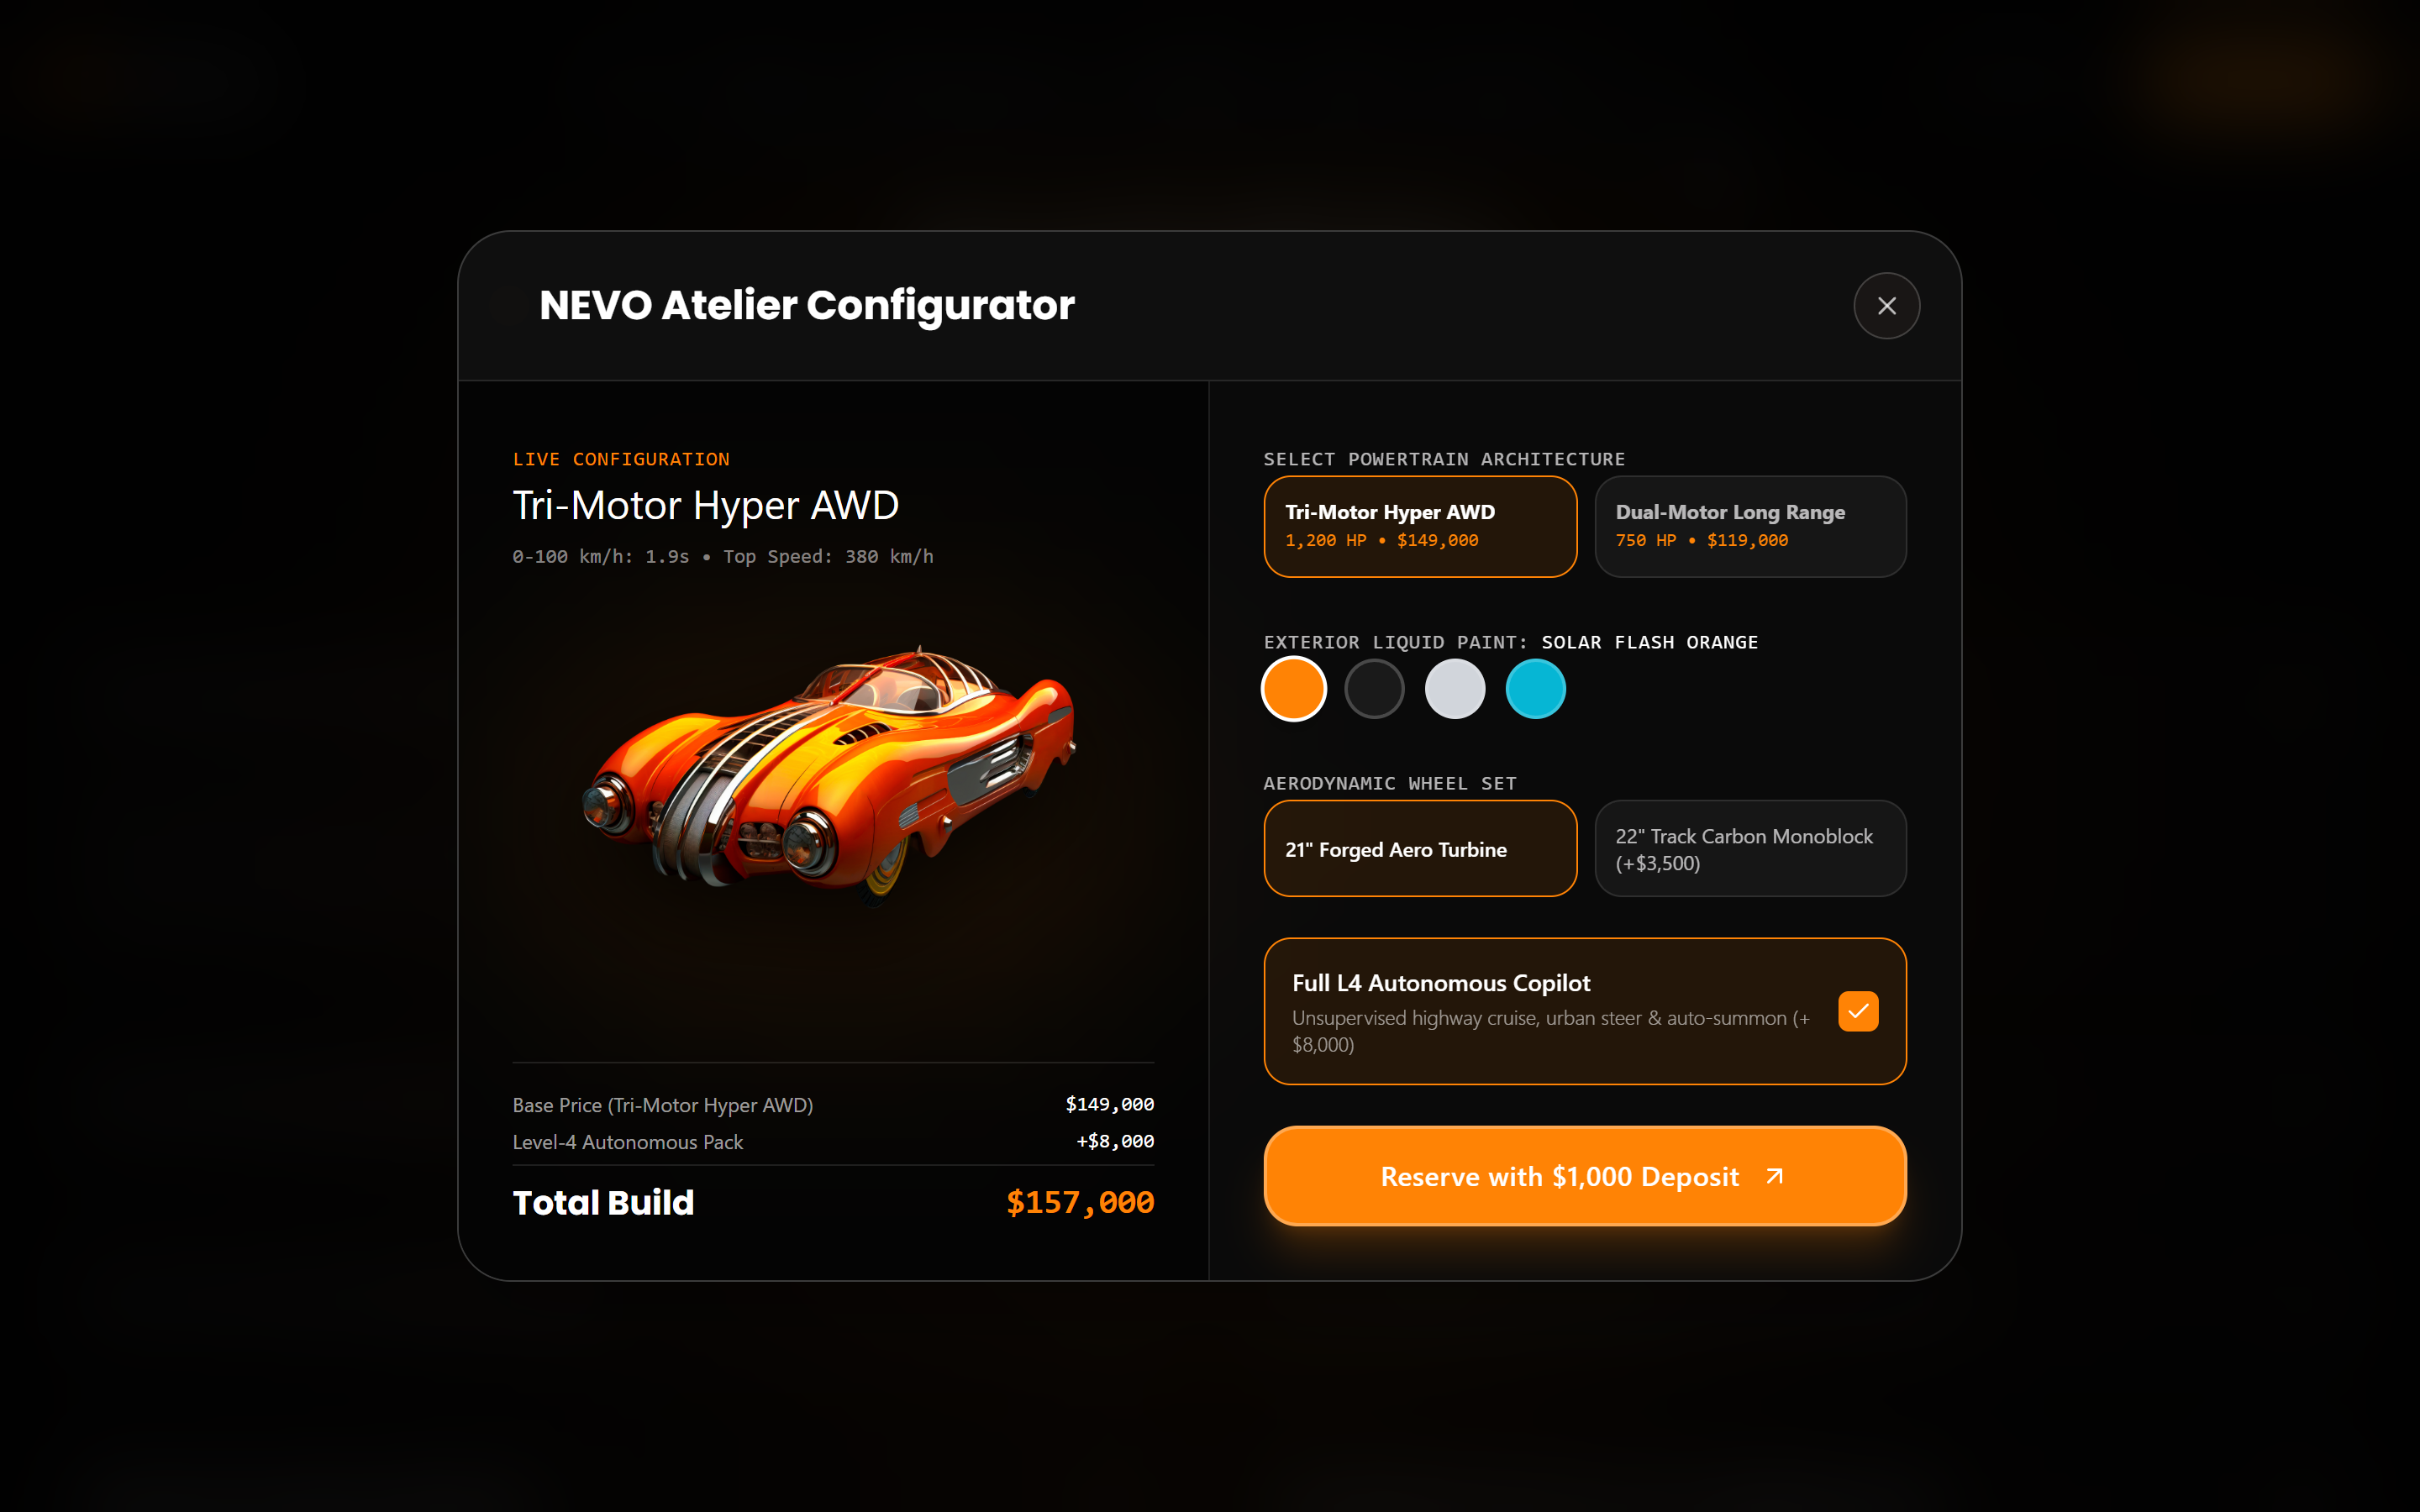 NEVO Atelier Configurator
LIVE CONFIGURATION
Tri-Motor Hyper AWD
0-100 km/h: 1.9s • Top Speed: 380 km/h
Base Price (Tri-Motor Hyper AWD) $149,000
Level-4 Autonomous Pack +$8,000
Total Build $157,000
SELECT POWERTRAIN ARCHITECTURE
Tri-Motor Hyper AWD
1,200 HP • $149,000
Dual-Motor Long Range
750 HP • $119,000
EXTERIOR LIQUID PAINT: SOLAR FLASH ORANGE
AERODYNAMIC WHEEL SET
21" Forged Aero Turbine
22" Track Carbon Monoblock
(+$3,500)
Full L4 Autonomous Copilot
Unsupervised highway cruise, urban steer & auto-summon (+
$8,000)
Reserve with $1,000 Deposit